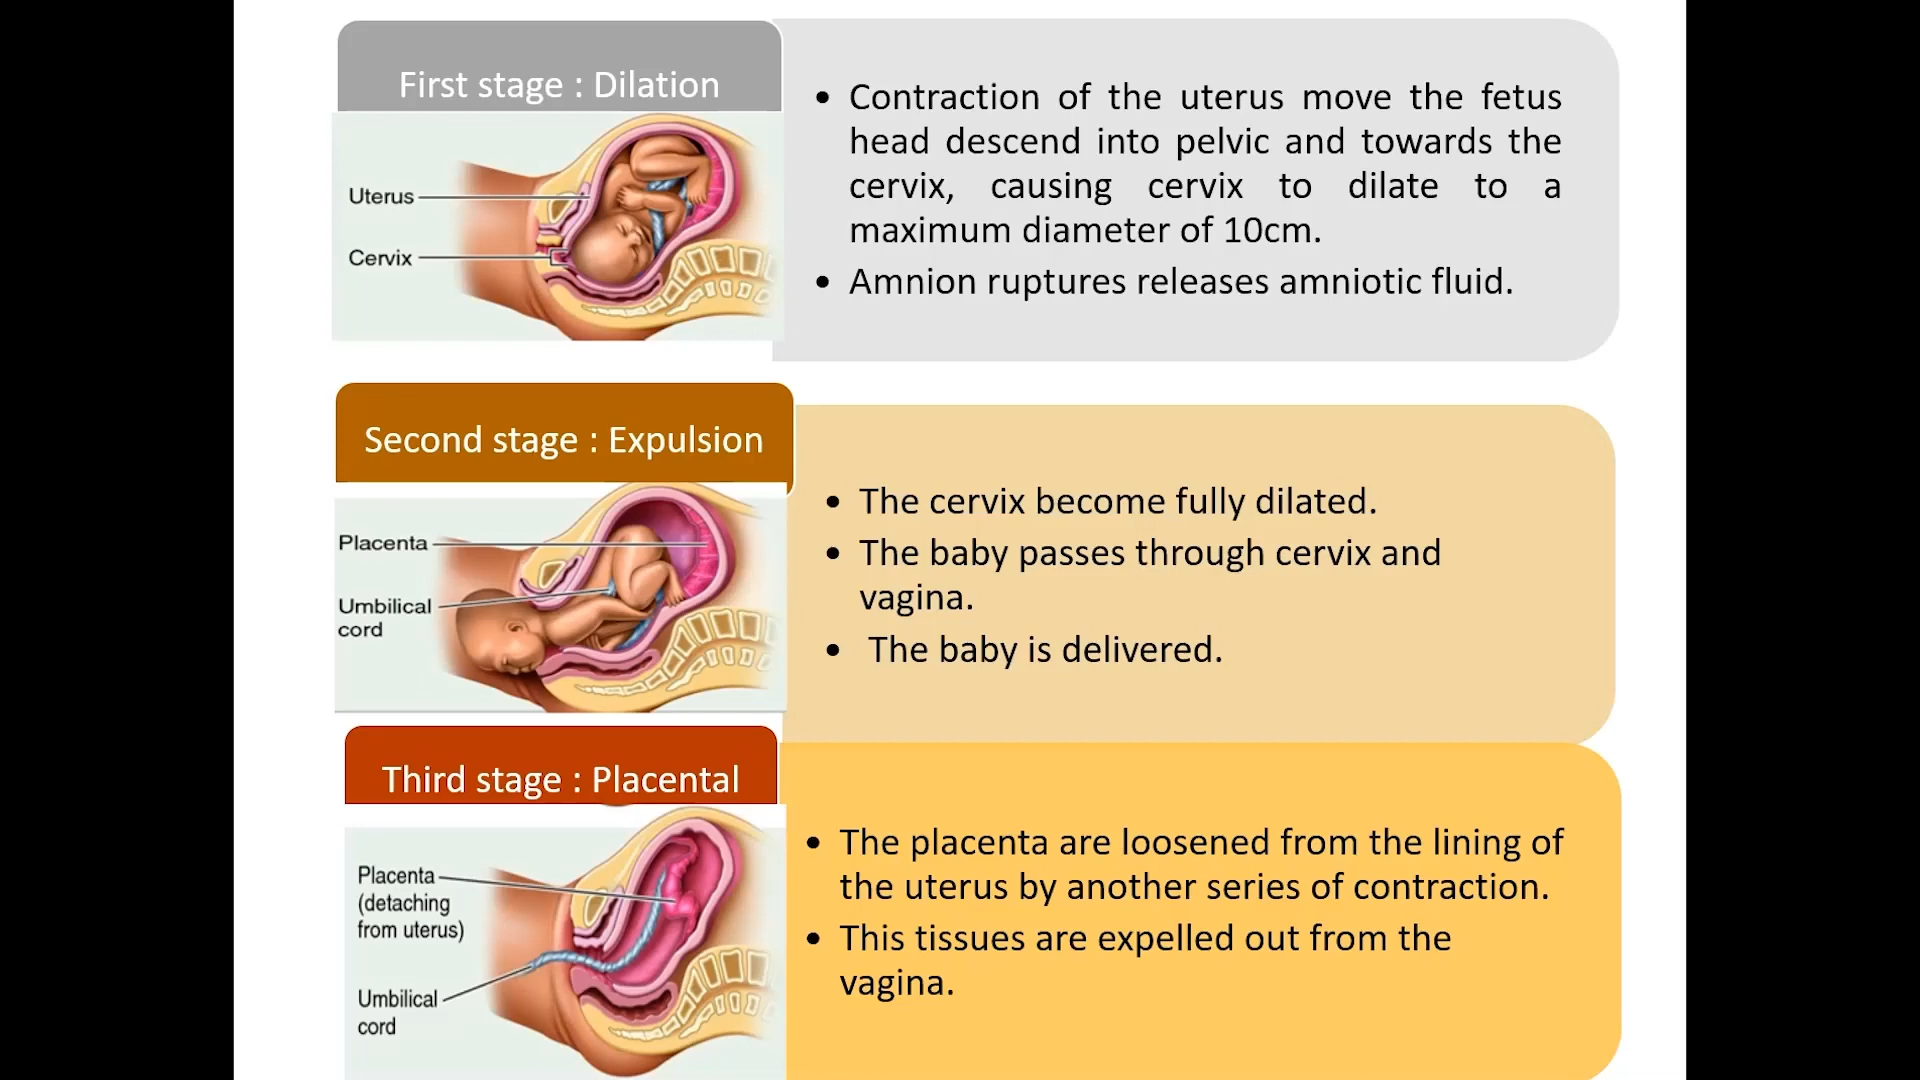 First stage : Dilation
• Contraction of the uterus move the fetus
head descend into pelvic and towards the
cervix, causing cervix to dilate to a
maximum diameter of 10cm.
• Amnion ruptures releases amniotic fluid.
Uterus
Cervix
Second stage : Expulsion
• The cervix become fully dilated.
• The baby passes through cervix and
vagina.
• The baby is delivered.
Placenta
Umbilical
cord
Third stage : Placental
• The placenta are loosened from the lining of
the uterus by another series of contraction.
• This tissues are expelled out from the
vagina.
Placenta
(detaching
from uterus)
Umbilical
cord